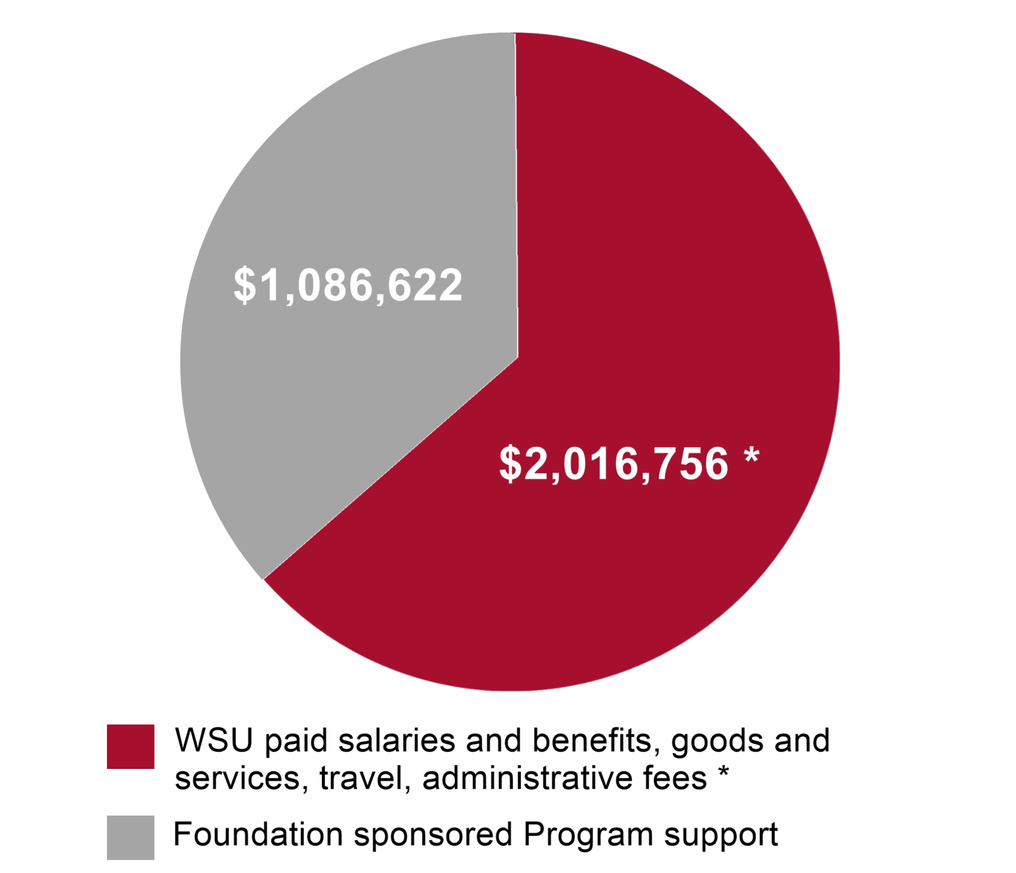 $1,086,622
$2,016,756 *
WSU paid salaries and benefits, goods and
services, travel, administrative fees *
Foundation sponsored Program support